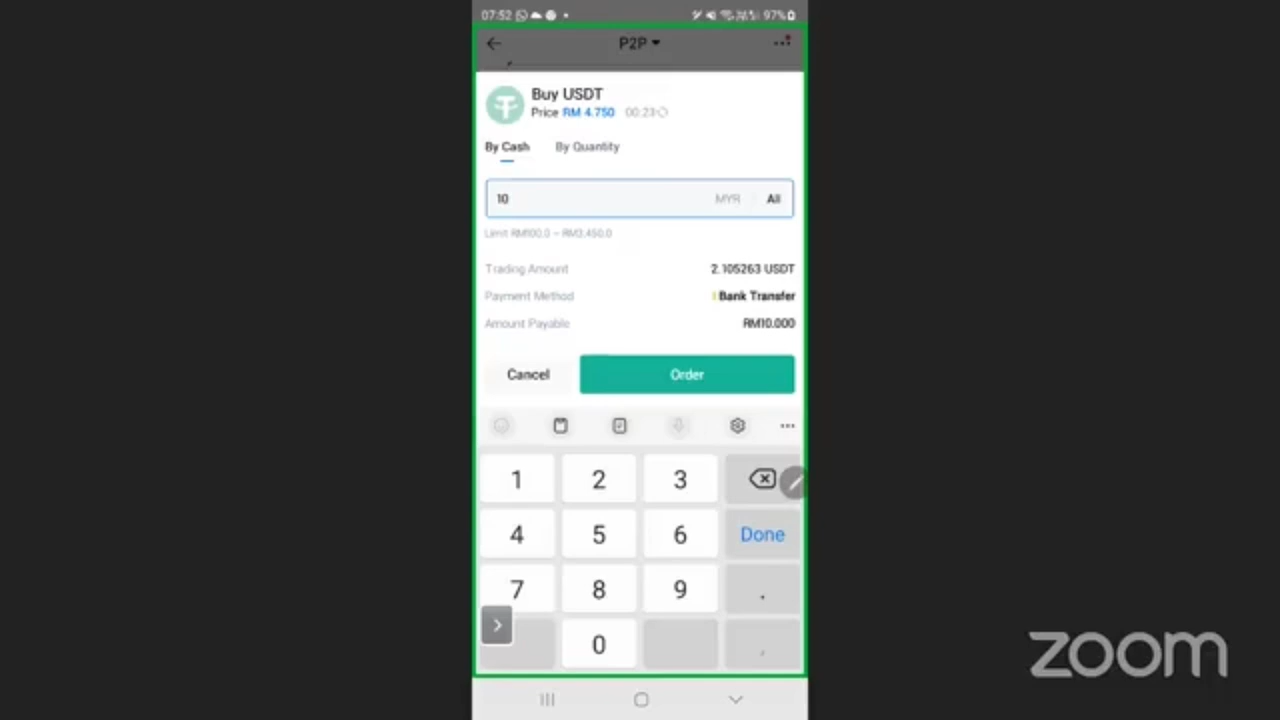 07:52 97%
P2P
Buy USDT
Price RM 4.750 00:23
By Cash By Quantity
10 MYR All
Limit RM100.0 ~ RM3,450.0
Trading Amount 2.105263 USDT
Payment Method Bank Transfer
Amount Payable RM10.000
Cancel Order
1 2 3
4 5 6 Done
7 8 9 .
0 ,
zoom